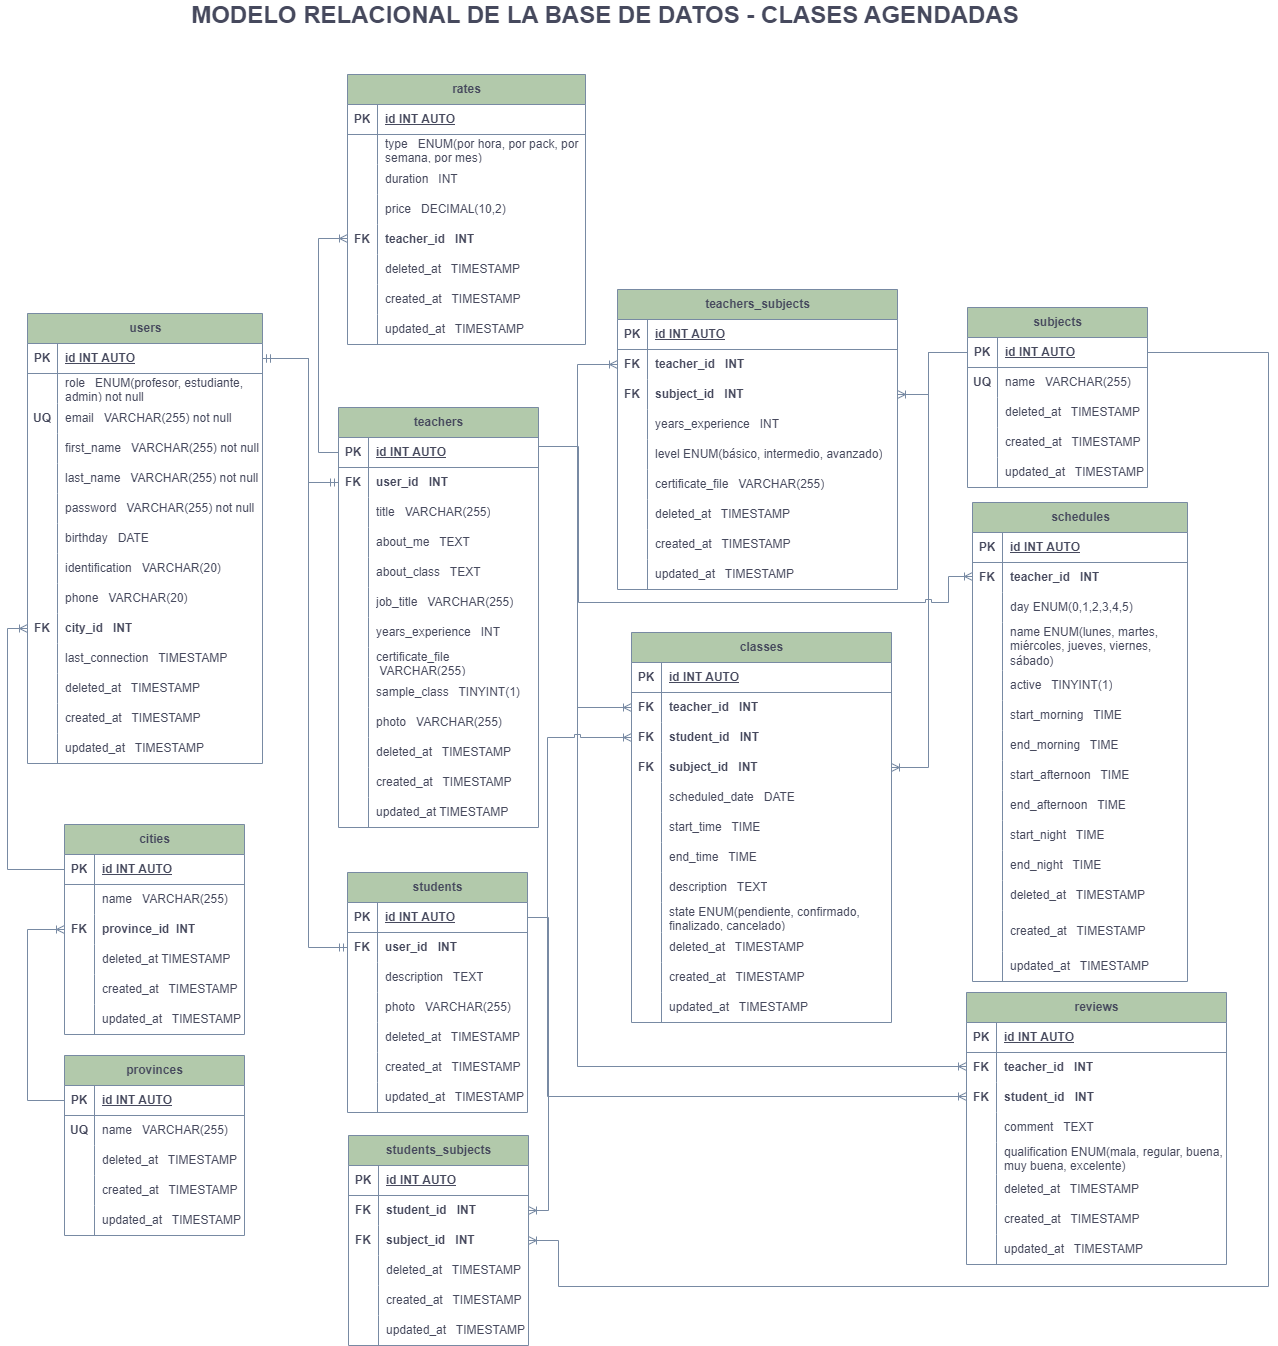 MODELO RELACIONAL DE LA BASE DE DATOS - CLASES AGENDADAS
rates
PK id INT AUTO
type ENUM(por hora, por pack, por
semana, por mes)
duration INT
price DECIMAL(10,2)
FK teacher_id INT
deleted_at TIMESTAMP
created_at TIMESTAMP
updated_at TIMESTAMP
users
PK id INT AUTO
role ENUM(profesor, estudiante,
admin) not null
UQ email VARCHAR(255) not null
first_name VARCHAR(255) not null
last_name VARCHAR(255) not null
password VARCHAR(255) not null
birthday DATE
identification VARCHAR(20)
phone VARCHAR(20)
FK city_id INT
last_connection TIMESTAMP
deleted_at TIMESTAMP
created_at TIMESTAMP
updated_at TIMESTAMP
teachers
PK id INT AUTO
FK user_id INT
title VARCHAR(255)
about_me TEXT
about_class TEXT
job_title VARCHAR(255)
years_experience INT
certificate_file
VARCHAR(255)
sample_class TINYINT(1)
photo VARCHAR(255)
deleted_at TIMESTAMP
created_at TIMESTAMP
updated_at TIMESTAMP
teachers_subjects
PK id INT AUTO
FK teacher_id INT
FK subject_id INT
years_experience INT
level ENUM(básico, intermedio, avanzado)
certificate_file VARCHAR(255)
deleted_at TIMESTAMP
created_at TIMESTAMP
updated_at TIMESTAMP
subjects
PK id INT AUTO
UQ name VARCHAR(255)
deleted_at TIMESTAMP
created_at TIMESTAMP
updated_at TIMESTAMP
schedules
PK id INT AUTO
FK teacher_id INT
day ENUM(0,1,2,3,4,5)
name ENUM(lunes, martes,
miércoles, jueves, viernes,
sábado)
active TINYINT(1)
start_morning TIME
end_morning TIME
start_afternoon TIME
end_afternoon TIME
start_night TIME
end_night TIME
deleted_at TIMESTAMP
created_at TIMESTAMP
updated_at TIMESTAMP
classes
PK id INT AUTO
FK teacher_id INT
FK student_id INT
FK subject_id INT
scheduled_date DATE
start_time TIME
end_time TIME
description TEXT
state ENUM(pendiente, confirmado,
finalizado, cancelado)
deleted_at TIMESTAMP
created_at TIMESTAMP
updated_at TIMESTAMP
cities
PK id INT AUTO
name VARCHAR(255)
FK province_id INT
deleted_at TIMESTAMP
created_at TIMESTAMP
updated_at TIMESTAMP
students
PK id INT AUTO
FK user_id INT
description TEXT
photo VARCHAR(255)
deleted_at TIMESTAMP
created_at TIMESTAMP
updated_at TIMESTAMP
reviews
PK id INT AUTO
FK teacher_id INT
FK student_id INT
comment TEXT
qualification ENUM(mala, regular, buena,
muy buena, excelente)
deleted_at TIMESTAMP
created_at TIMESTAMP
updated_at TIMESTAMP
provinces
PK id INT AUTO
UQ name VARCHAR(255)
deleted_at TIMESTAMP
created_at TIMESTAMP
updated_at TIMESTAMP
students_subjects
PK id INT AUTO
FK student_id INT
FK subject_id INT
deleted_at TIMESTAMP
created_at TIMESTAMP
updated_at TIMESTAMP